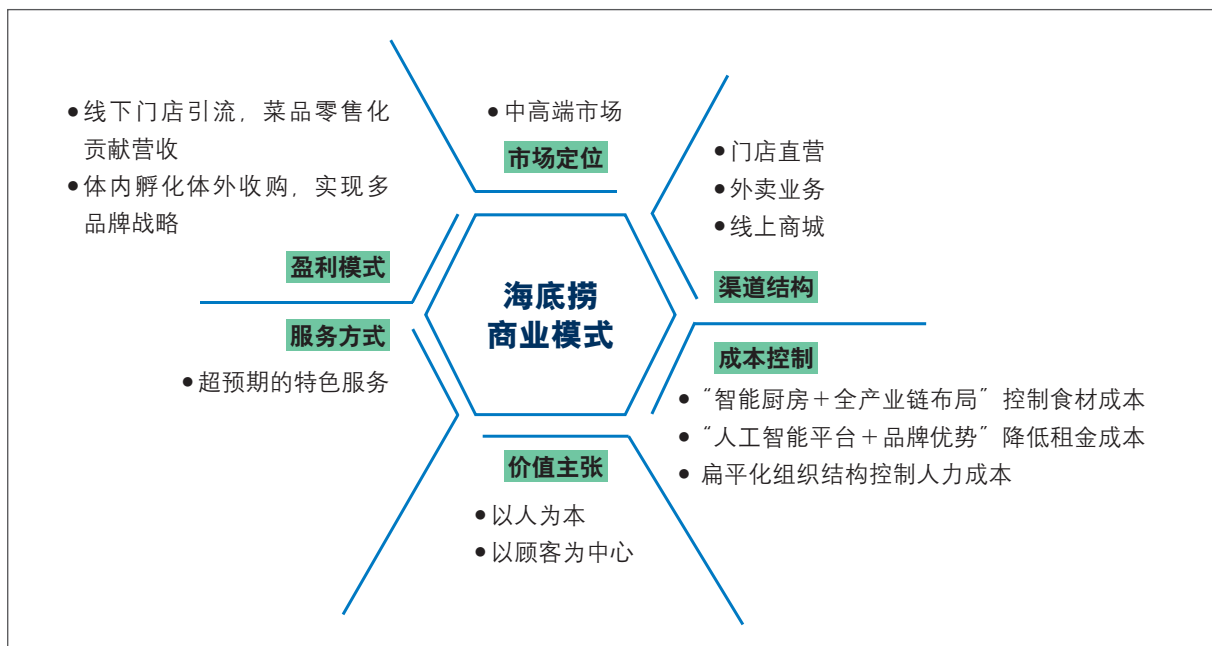 ●线下门店引流，菜品零售化
贡献营收
●体内孵化体外收购，实现多
品牌战略
盈利模式
●中高端市场
市场定位
●门店直营
●外卖业务
●线上商城
渠道结构
海底捞
商业模式
服务方式
●超预期的特色服务
成本控制
●“智能厨房＋全产业链布局”控制食材成本
●“人工智能平台＋品牌优势”降低租金成本
●扁平化组织结构控制人力成本
价值主张
●以人为本
●以顾客为中心